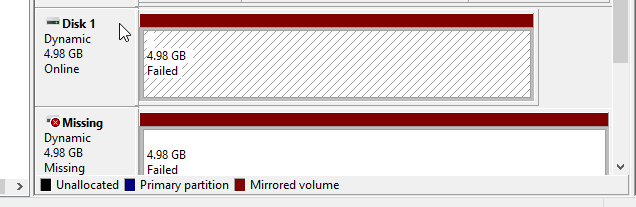 Disk 1
Dynamic
4.98 GB
Online
4.98 GB
Failed
Missing
Dynamic
4.98 GB
Missing
4.98 GB
Failed
Unallocated Primary partition Mirrored volume